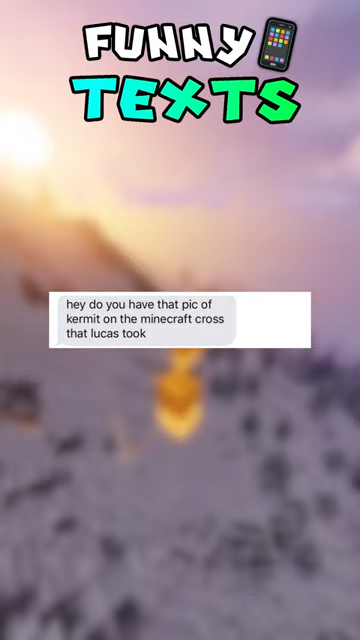 FUNNY
TEXTS
hey do you have that pic of
kermit on the minecraft cross
that lucas took